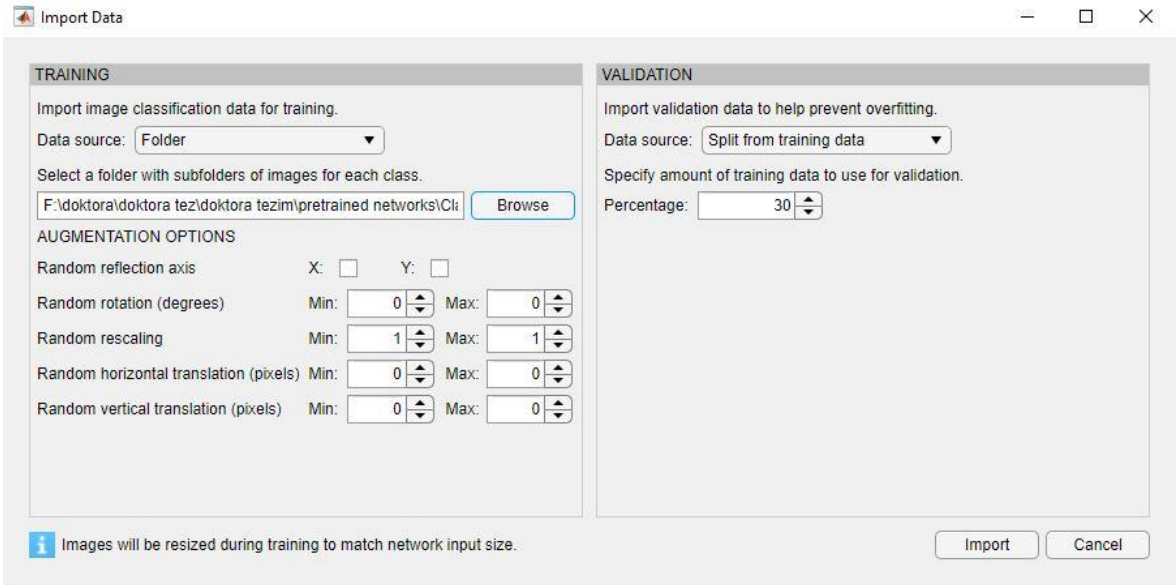 Import Data
TRAINING
Import image classification data for training.
Data source: Folder
Select a folder with subfolders of images for each class.
F:\doktora\doktora tez\doktora tezim\pretrained networks\Cla Browse
AUGMENTATION OPTIONS
Random reflection axis X: Y:
Random rotation (degrees) Min: 0 Max: 0
Random rescaling Min: 1 Max: 1
Random horizontal translation (pixels) Min: 0 Max: 0
Random vertical translation (pixels) Min: 0 Max: 0
VALIDATION
Import validation data to help prevent overfitting.
Data source: Split from training data
Specify amount of training data to use for validation.
Percentage: 30
Images will be resized during training to match network input size.
Import Cancel